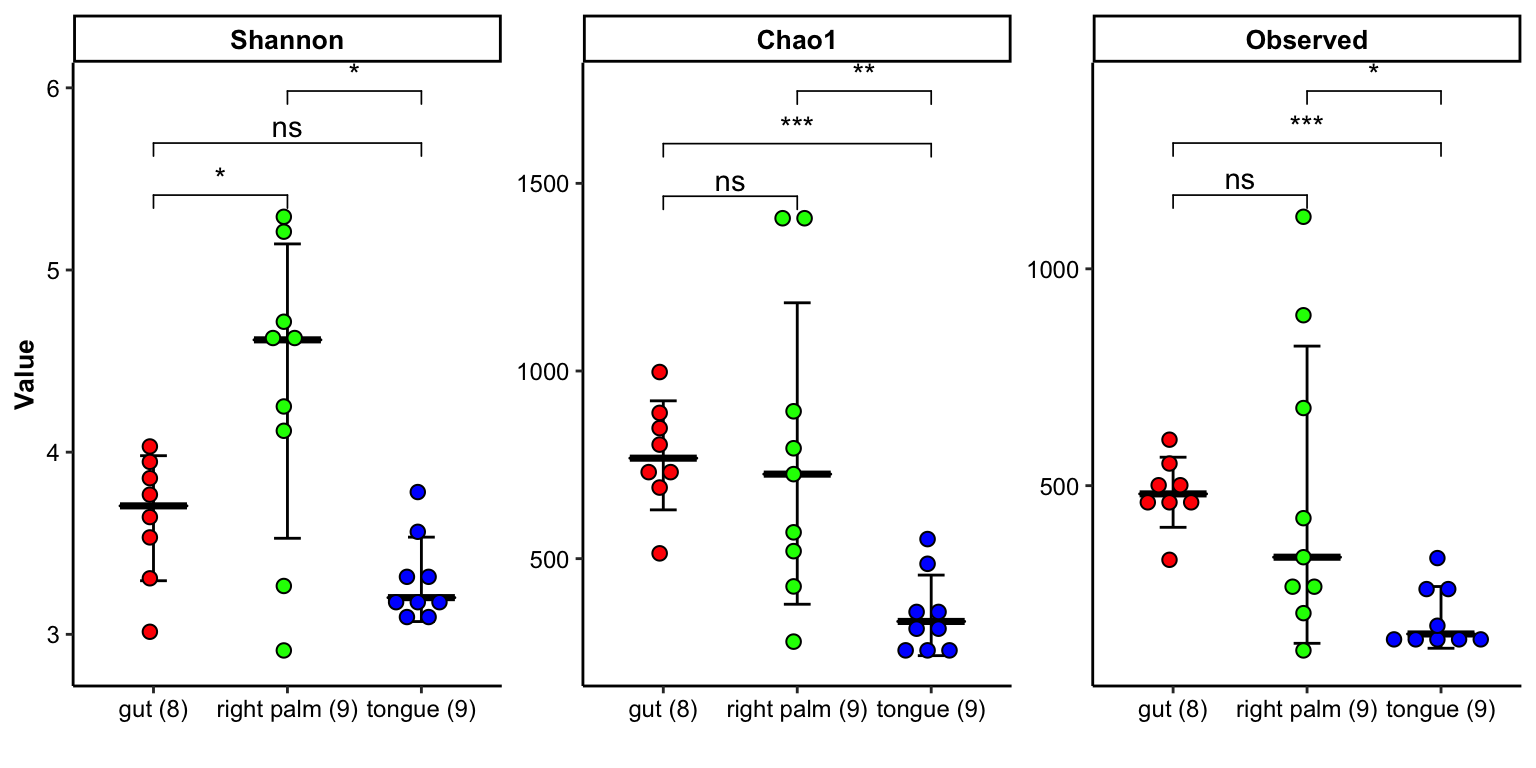 Shannon
Chao1
Observed
Value
6
5
4
3
*
ns
*
gut (8)
right palm (9)
tongue (9)
1500
1000
500
**
***
ns
gut (8)
right palm (9)
tongue (9)
1000
500
*
***
ns
gut (8)
right palm (9)
tongue (9)